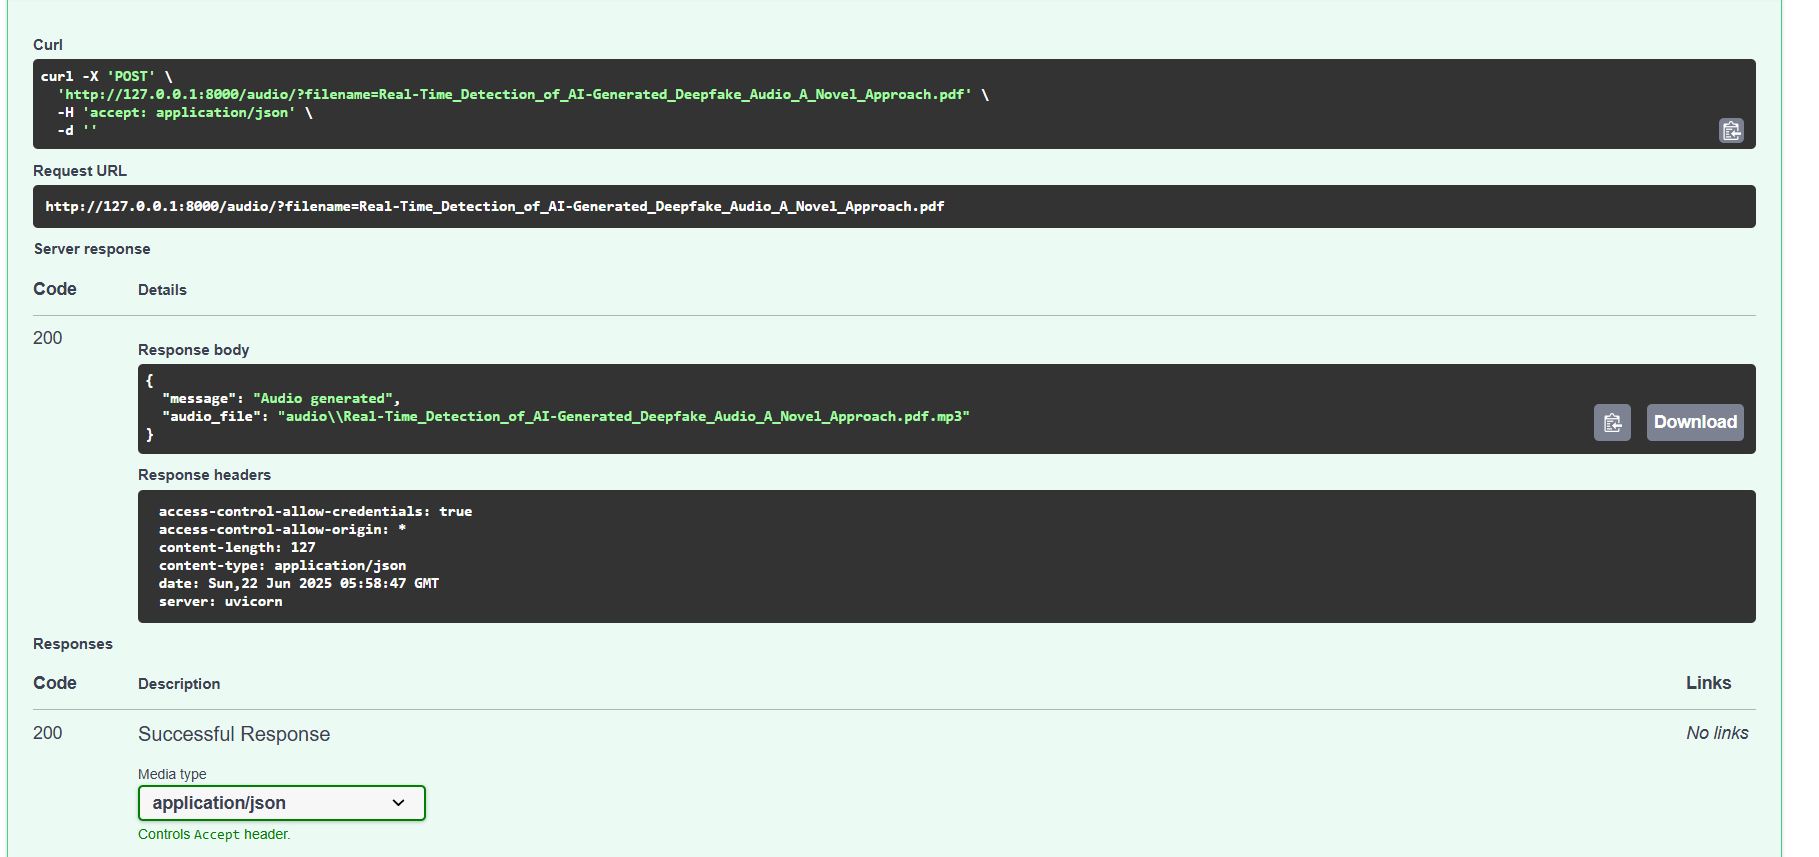 Curl
curl -X 'POST' \
'http://127.0.0.1:8000/audio/?filename=Real-Time_Detection_of_AI-Generated_Deepfake_Audio_A_Novel_Approach.pdf' \
-H 'accept: application/json' \
-d ''
Request URL
http://127.0.0.1:8000/audio/?filename=Real-Time_Detection_of_AI-Generated_Deepfake_Audio_A_Novel_Approach.pdf
Server response
Code Details
200
Response body
{
"message": "Audio generated",
"audio_file": "audio\\Real-Time_Detection_of_AI-Generated_Deepfake_Audio_A_Novel_Approach.pdf.mp3"
}
Download
Response headers
access-control-allow-credentials: true
access-control-allow-origin: *
content-length: 127
content-type: application/json
date: Sun,22 Jun 2025 05:58:47 GMT
server: uvicorn
Responses
Code Description Links
200 Successful Response No links
Media type
application/json
Controls Accept header.